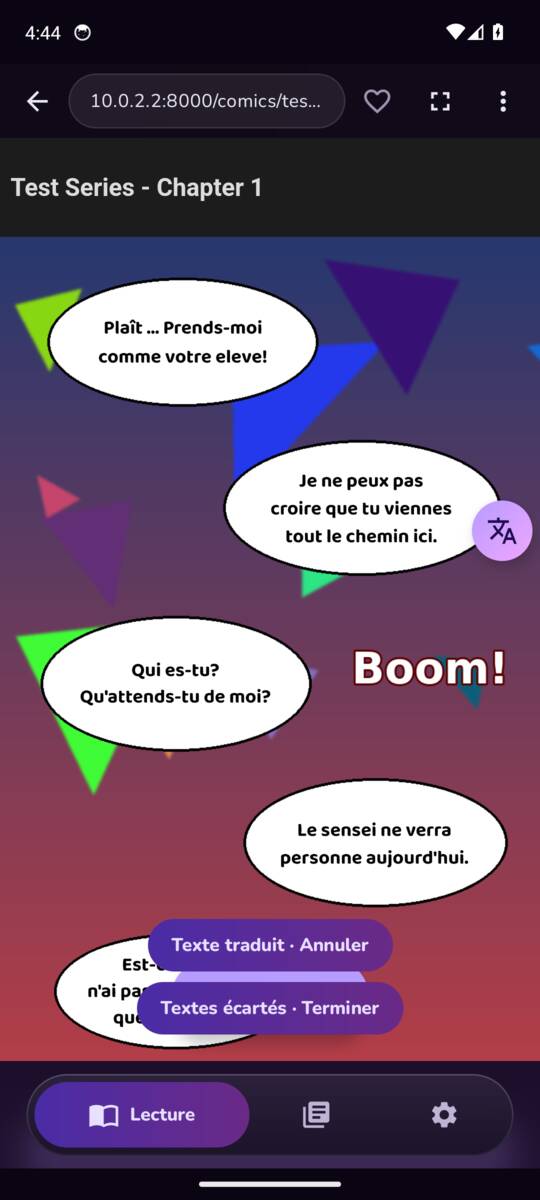 4:44
10.0.2.2:8000/comics/tes...
Test Series - Chapter 1
Plaît ... Prends-moi
comme votre eleve!
Je ne peux pas
croire que tu viennes
tout le chemin ici.
Qui es-tu?
Qu'attends-tu de moi?
Boom!
Le sensei ne verra
personne aujourd'hui.
n'ai
Texte traduit · Annuler
Textes écartés · Terminer
Lecture